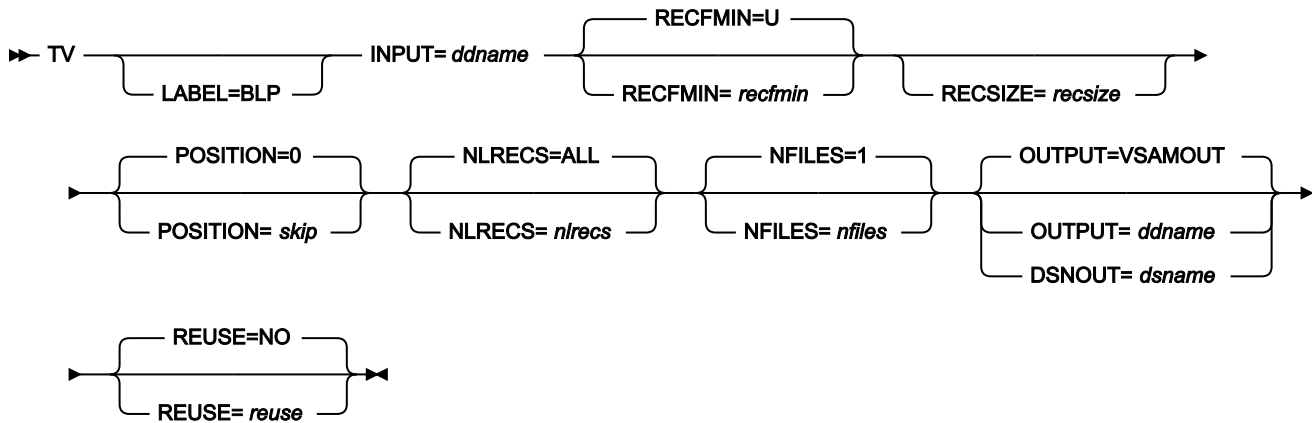 RECFMIN=U
TV INPUT= ddname
LABEL=BLP RECFMIN= recfmin RECSIZE= recsize
POSITION=0 NLRECS=ALL NFILES=1 OUTPUT=VSAMOUT
POSITION= skip NLRECS= nlrecs NFILES= nfiles OUTPUT= ddname
DSNOUT= dsname
REUSE=NO
REUSE= reuse